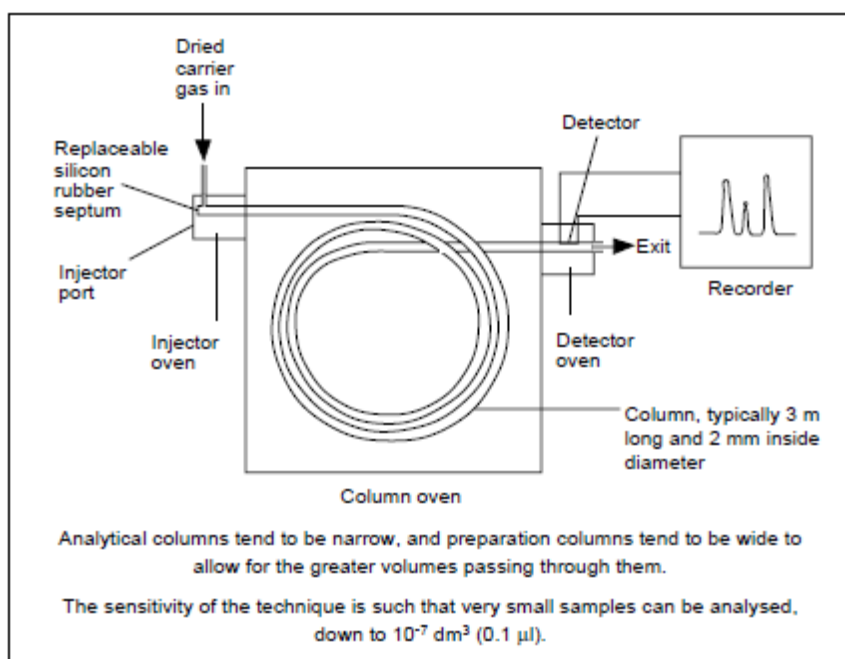 Dried
carrier
gas in
Detector
Replaceable
silicon
rubber
septum
Exit
Injector
port
Recorder
Injector
oven
Detector
oven
Column, typically 3 m
long and 2 mm inside
diameter
Column oven
Analytical columns tend to be narrow, and preparation columns tend to be wide to
allow for the greater volumes passing through them.
The sensitivity of the technique is such that very small samples can be analysed,
down to 10⁻⁷ dm³ (0.1 µl).